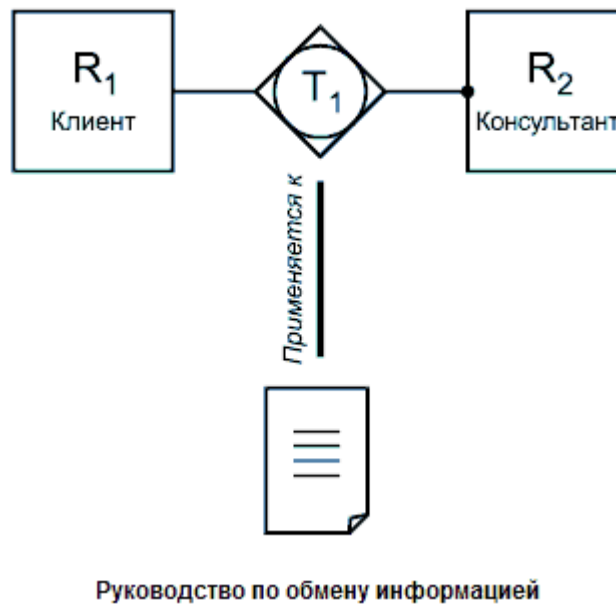 R₁
Клиент
T₁
R₂
Консультант
Применяется к
Руководство по обмену информацией